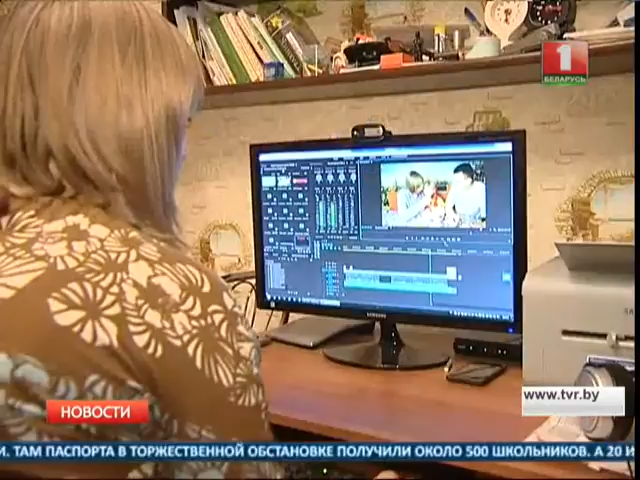 1
БЕЛАРУСЬ
SAMSUNG
www.tvr.by
НОВОСТИ
И. ТАМ ПАСПОРТА В ТОРЖЕСТВЕННОЙ ОБСТАНОВКЕ ПОЛУЧИЛИ ОКОЛО 500 ШКОЛЬНИКОВ. А 20 И